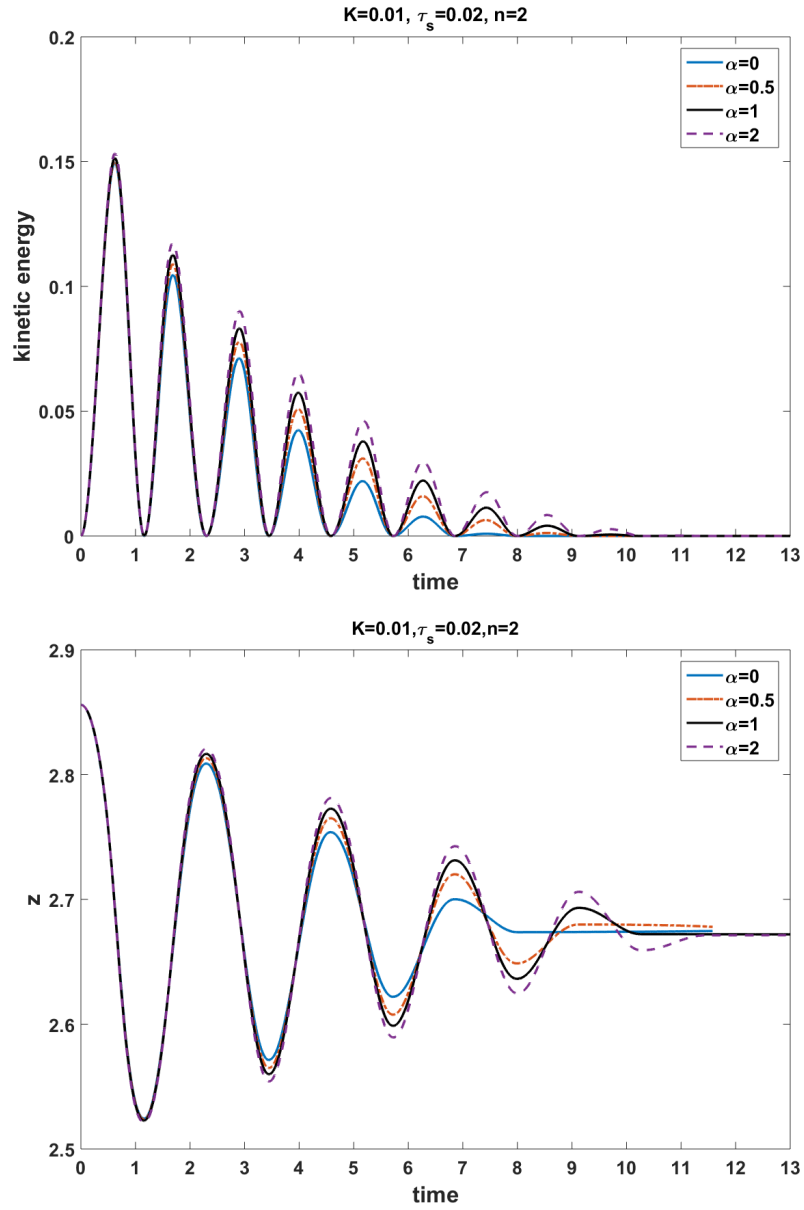 K=0.01, τs=0.02, n=2
0.2
0.15
0.1
0.05
0
kinetic energy
α=0
α=0.5
α=1
α=2
0 1 2 3 4 5 6 7 8 9 10 11 12 13
time
K=0.01,τs=0.02,n=2
2.9
2.8
2.7
2.6
2.5
z
α=0
α=0.5
α=1
α=2
0 1 2 3 4 5 6 7 8 9 10 11 12 13
time